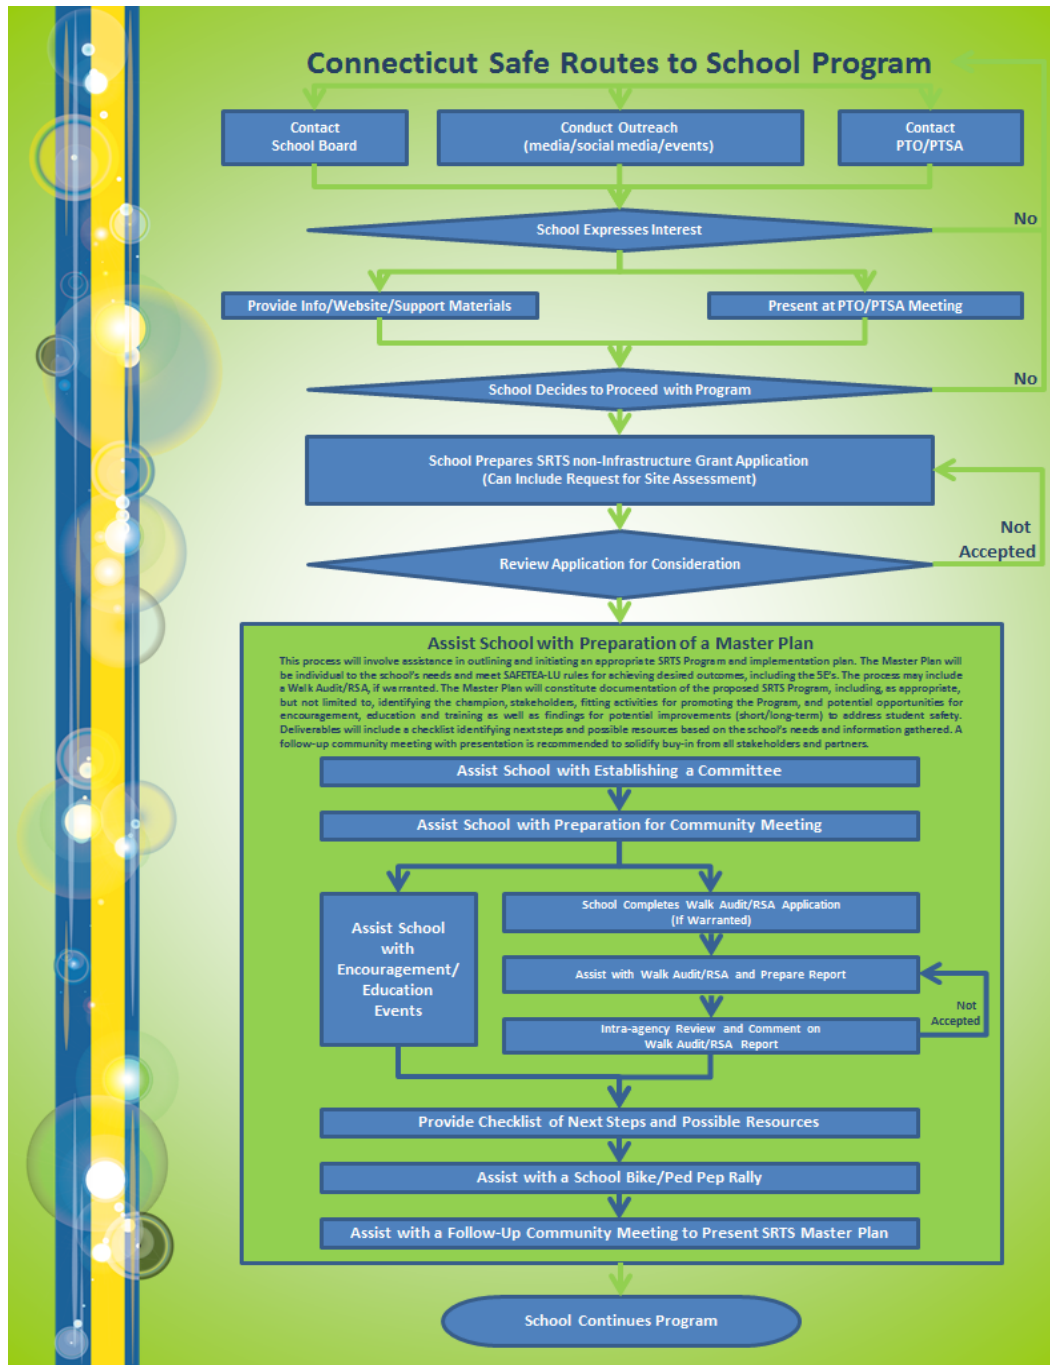 Connecticut Safe Routes to School Program
Contact
School Board
Conduct Outreach
(media/social media/events)
Contact
PTO/PTSA
School Expresses Interest
No
Provide Info/Website/Support Materials
Present at PTO/PTSA Meeting
School Decides to Proceed with Program
No
School Prepares SRTS non-Infrastructure Grant Application
(Can Include Request for Site Assessment)
Not
Accepted
Review Application for Consideration
Assist School with Preparation of a Master Plan
This process will involve assistance in outlining and initiating an appropriate SRTS Program and implementation plan. The Master Plan will
be individual to the school's needs and meet SAFETEA-LU rules for achieving desired outcomes, including the 5E's. The process may include
a Walk Audit/RSA, if warranted. The Master Plan will constitute documentation of the proposed SRTS Program, including, as appropriate,
but not limited to, identifying the champion, stakeholders, fitting activities for promoting the Program, and potential opportunities for
encouragement, education and training as well as findings for potential improvements (short/long-term) to address student safety.
Deliverables will include a checklist identifying next steps and possible resources based on the school's needs and information gathered. A
follow-up community meeting with presentation is recommended to solidify buy-in from all stakeholders and partners.
Assist School with Establishing a Committee
Assist School with Preparation for Community Meeting
Assist School
with
Encouragement/
Education
Events
School Completes Walk Audit/RSA Application
(If Warranted)
Assist with Walk Audit/RSA and Prepare Report
Not
Accepted
Intra-agency Review and Comment on
Walk Audit/RSA Report
Provide Checklist of Next Steps and Possible Resources
Assist with a School Bike/Ped Pep Rally
Assist with a Follow-Up Community Meeting to Present SRTS Master Plan
School Continues Program